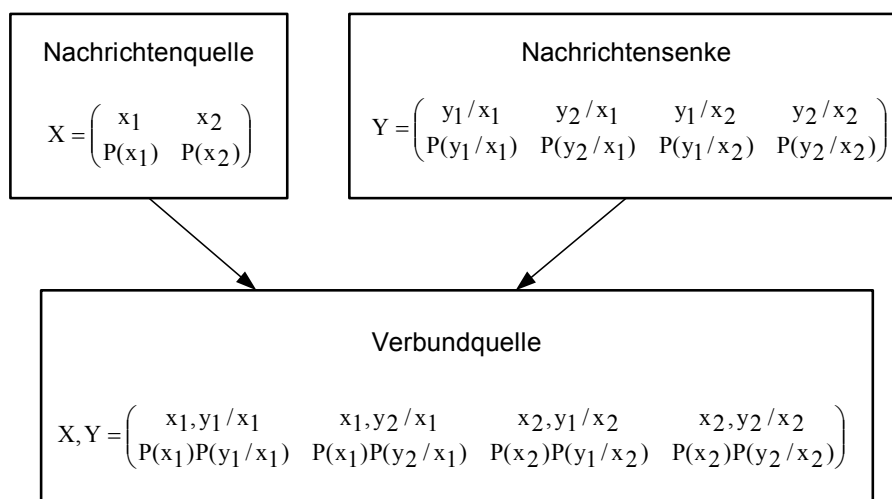 Nachrichtenquelle
X = ( x₁ x₂
P(x₁) P(x₂) )
Nachrichtensenke
Y = ( y₁/x₁ y₂/x₁ y₁/x₂ y₂/x₂
P(y₁/x₁) P(y₂/x₁) P(y₁/x₂) P(y₂/x₂) )
Verbundquelle
X, Y = ( x₁, y₁/x₁ x₁, y₂/x₁ x₂, y₁/x₂ x₂, y₂/x₂
P(x₁)P(y₁/x₁) P(x₁)P(y₂/x₁) P(x₂)P(y₁/x₂) P(x₂)P(y₂/x₂) )